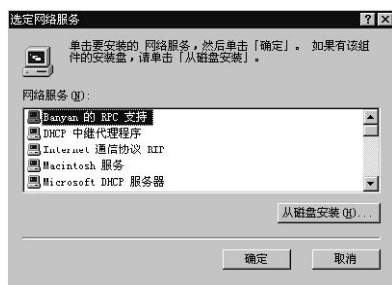 选定网络服务
单击要安装的 网络服务，然后单击「确定」。 如果有该组
件的安装盘，请单击「从磁盘安装」。
网络服务(N):
Banyan 的 RPC 支持
DHCP 中继代理程序
Internet 通信协议 RIP
Macintosh 服务
Microsoft DHCP 服务器
从磁盘安装(H)...
确定 取消